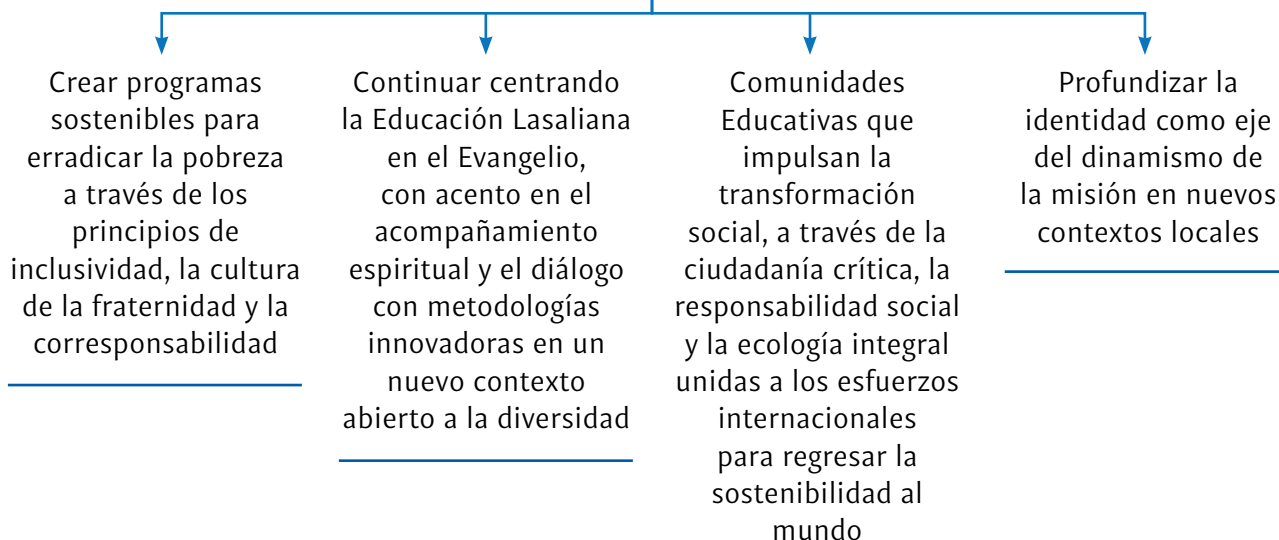 Crear programas
sostenibles para
erradicar la pobreza
a través de los
principios de
inclusividad, la cultura
de la fraternidad y la
corresponsabilidad
Continuar centrando
la Educación Lasaliana
en el Evangelio,
con acento en el
acompañamiento
espiritual y el diálogo
con metodologías
innovadoras en un
nuevo contexto
abierto a la diversidad
Comunidades
Educativas que
impulsan la
transformación
social, a través de la
ciudadanía crítica, la
responsabilidad social
y la ecología integral
unidas a los esfuerzos
internacionales
para regresar la
sostenibilidad al
mundo
Profundizar la
identidad como eje
del dinamismo de
la misión en nuevos
contextos locales